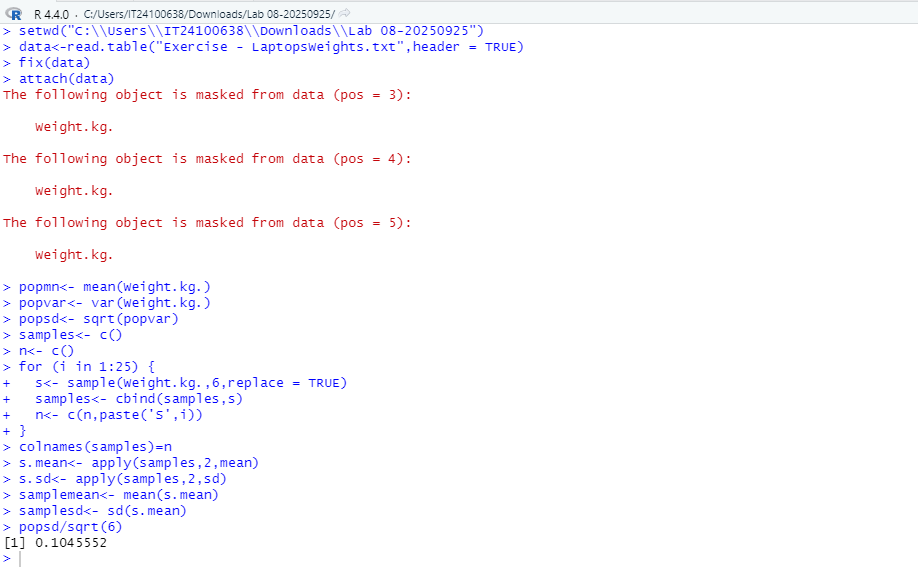 R 4.4.0 · C:/Users/IT24100638/Downloads/Lab 08-20250925/
> setwd("C:\\Users\\IT24100638\\Downloads\\Lab 08-20250925")
> data<-read.table("Exercise - LaptopsWeights.txt",header = TRUE)
> fix(data)
> attach(data)
The following object is masked from data (pos = 3):
    Weight.kg.
The following object is masked from data (pos = 4):
    Weight.kg.
The following object is masked from data (pos = 5):
    Weight.kg.
> popmn<- mean(Weight.kg.)
> popvar<- var(Weight.kg.)
> popsd<- sqrt(popvar)
> samples<- c()
> n<- c()
> for (i in 1:25) {
+   s<- sample(Weight.kg.,6,replace = TRUE)
+   samples<- cbind(samples,s)
+   n<- c(n,paste('S',i))
+ }
> colnames(samples)=n
> s.mean<- apply(samples,2,mean)
> s.sd<- apply(samples,2,sd)
> samplemean<- mean(s.mean)
> samplesd<- sd(s.mean)
> popsd/sqrt(6)
[1] 0.1045552
>